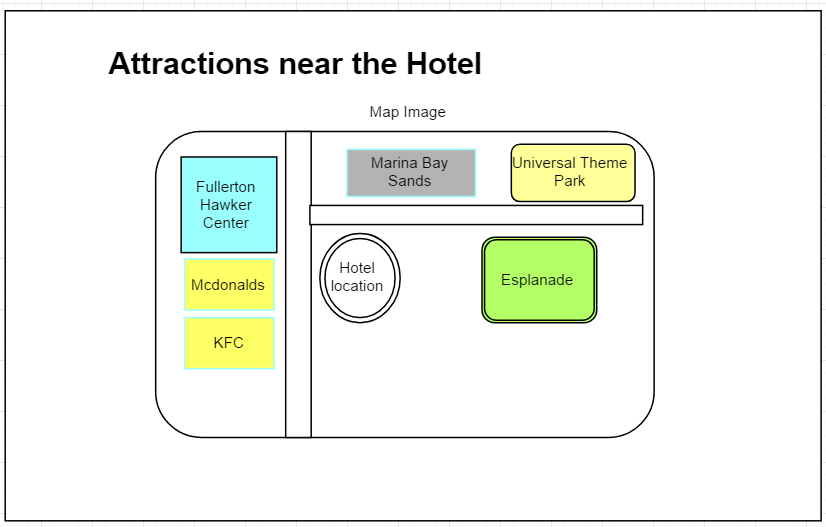 Attractions near the Hotel
Map Image
Fullerton
Hawker
Center
Marina Bay
Sands
Universal Theme
Park
Mcdonalds
Hotel
location
Esplanade
KFC